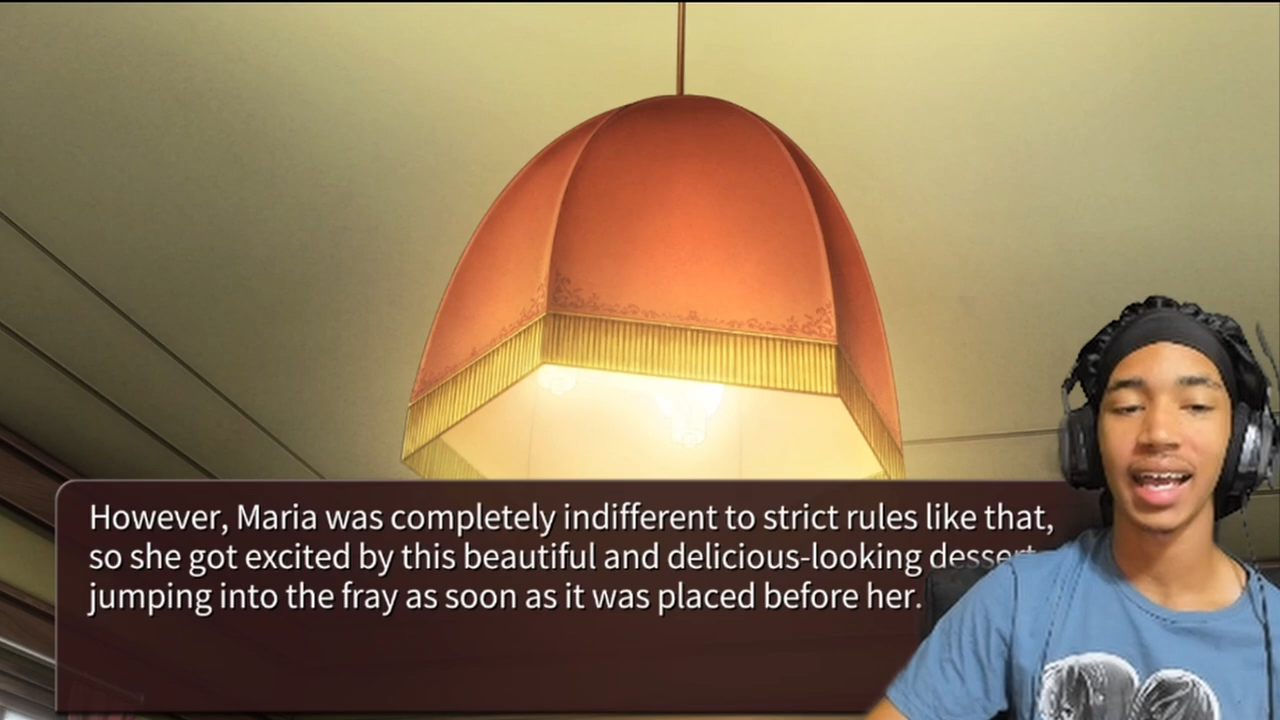 However, Maria was completely indifferent to strict rules like that,
so she got excited by this beautiful and delicious-looking dessert,
jumping into the fray as soon as it was placed before her.